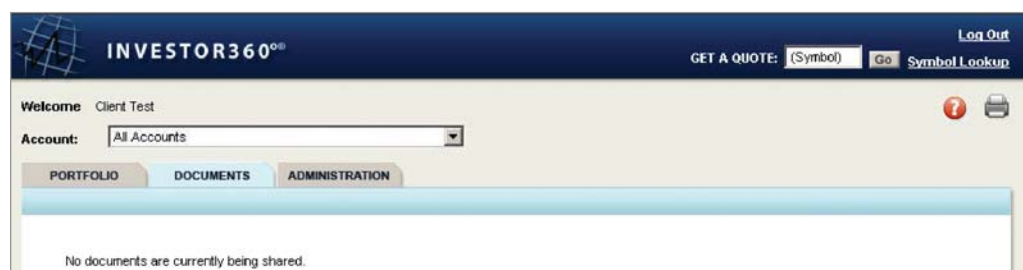 INVESTOR360°®
Log Out
GET A QUOTE: (Symbol) Go Symbol Lookup
Welcome Client Test
Account: All Accounts
PORTFOLIO DOCUMENTS ADMINISTRATION
No documents are currently being shared.